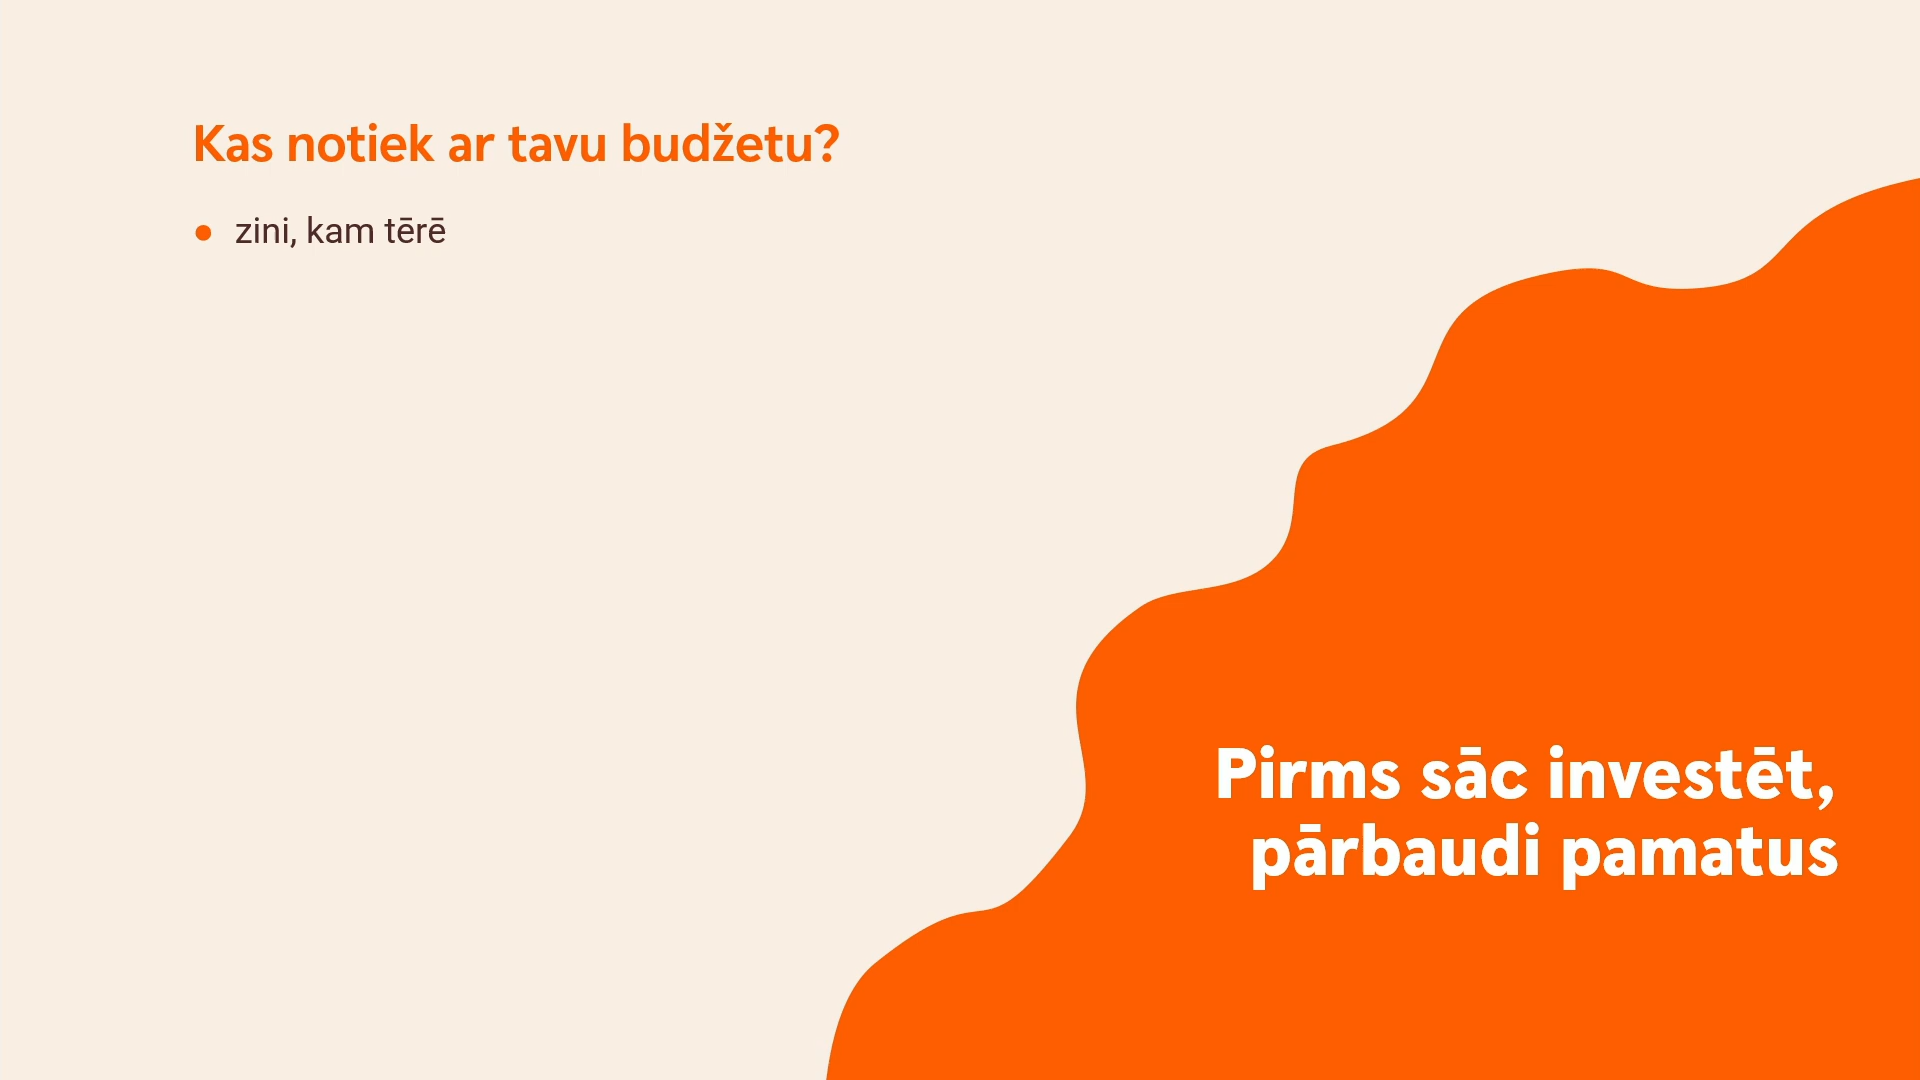 Kas notiek ar tavu budžetu?
● zini, kam tērē
Pirms sāc investēt,
pārbaudi pamatus